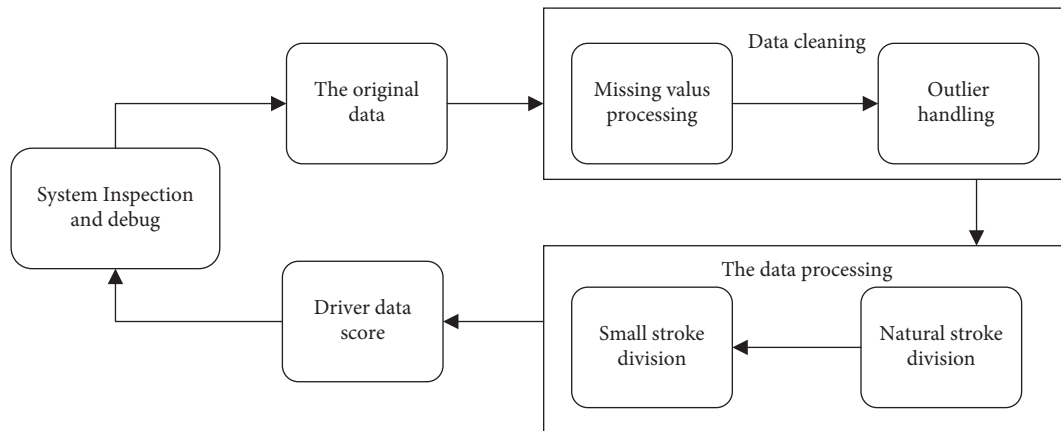 Data cleaning
The original
data
Missing valus
processing
Outlier
handling
System Inspection
and debug
The data processing
Driver data
score
Small stroke
division
Natural stroke
division